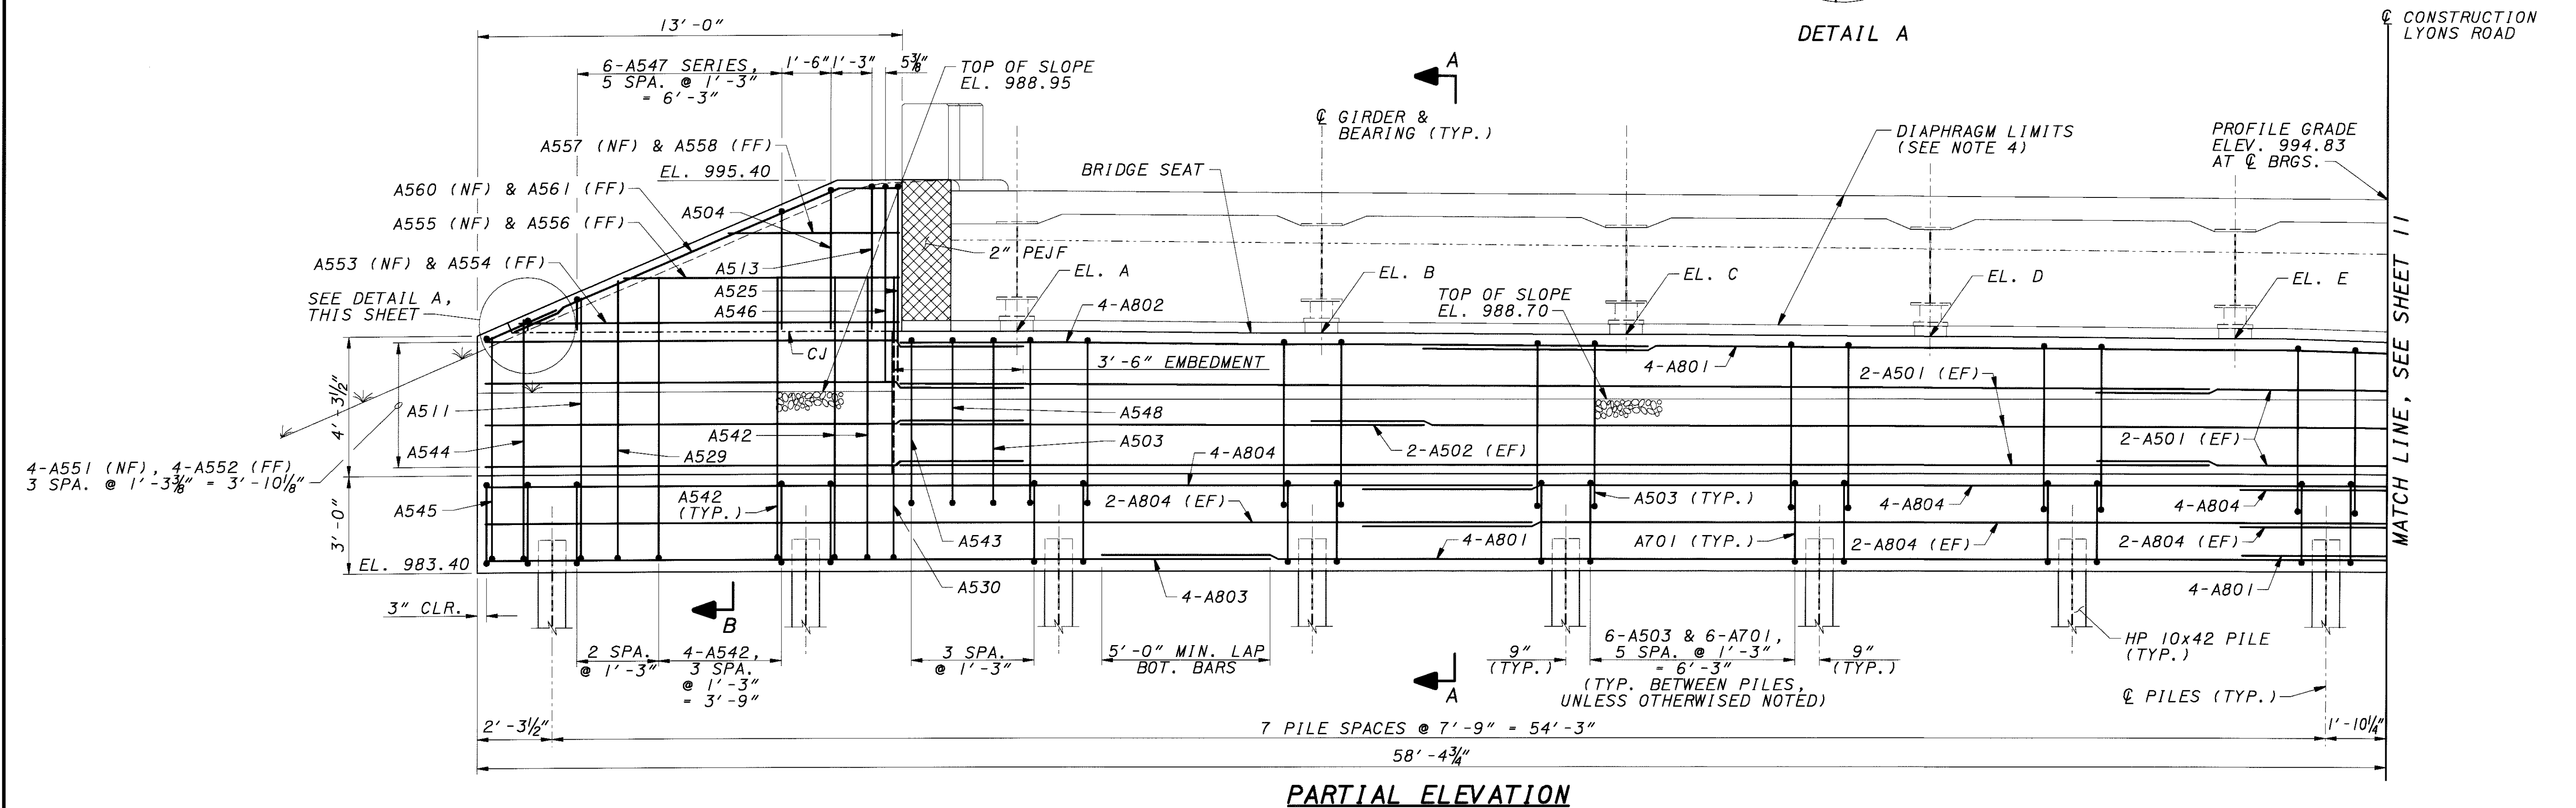 DETAIL A
℄ CONSTRUCTION
LYONS ROAD
13'-0"
6-A547 SERIES,
5 SPA. @ 1'-3"
= 6'-3"
1'-6"
1'-3"
5⅜"
TOP OF SLOPE
EL. 988.95
A
℄ GIRDER &
BEARING (TYP.)
DIAPHRAGM LIMITS
(SEE NOTE 4)
PROFILE GRADE
ELEV. 994.83
AT ℄ BRGS.
A557 (NF) & A558 (FF)
EL. 995.40
BRIDGE SEAT
A560 (NF) & A561 (FF)
A504
A555 (NF) & A556 (FF)
A553 (NF) & A554 (FF)
A513
2" PEJF
A525
A546
SEE DETAIL A,
THIS SHEET
EL. A
EL. B
EL. C
EL. D
EL. E
4-A802
TOP OF SLOPE
EL. 988.70
CJ
3'-6" EMBEDMENT
4-A801
2-A501 (EF)
MATCH LINE, SEE SHEET 11
4'-3½"
A511
A548
A544
A542
A503
A529
2-A502 (EF)
2-A501 (EF)
4-A551 (NF), 4-A552 (FF)
3 SPA. @ 1'-3⅜" = 3'-10⅛"
4-A804
3'-0"
A545
A542
(TYP.)
2-A804 (EF)
A503 (TYP.)
4-A804
4-A804
A543
4-A801
A701 (TYP.)
2-A804 (EF)
2-A804 (EF)
EL. 983.40
A530
4-A803
4-A801
3" CLR.
B
2 SPA.
@ 1'-3"
4-A542,
3 SPA.
@ 1'-3"
= 3'-9"
3 SPA.
@ 1'-3"
5'-0" MIN. LAP
BOT. BARS
A
9"
(TYP.)
6-A503 & 6-A701,
5 SPA. @ 1'-3"
= 6'-3"
(TYP. BETWEEN PILES,
UNLESS OTHERWISED NOTED)
9"
(TYP.)
HP 10x42 PILE
(TYP.)
℄ PILES (TYP.)
2'-3½"
7 PILE SPACES @ 7'-9" = 54'-3"
1'-10¼"
58'-4¾"
PARTIAL ELEVATION